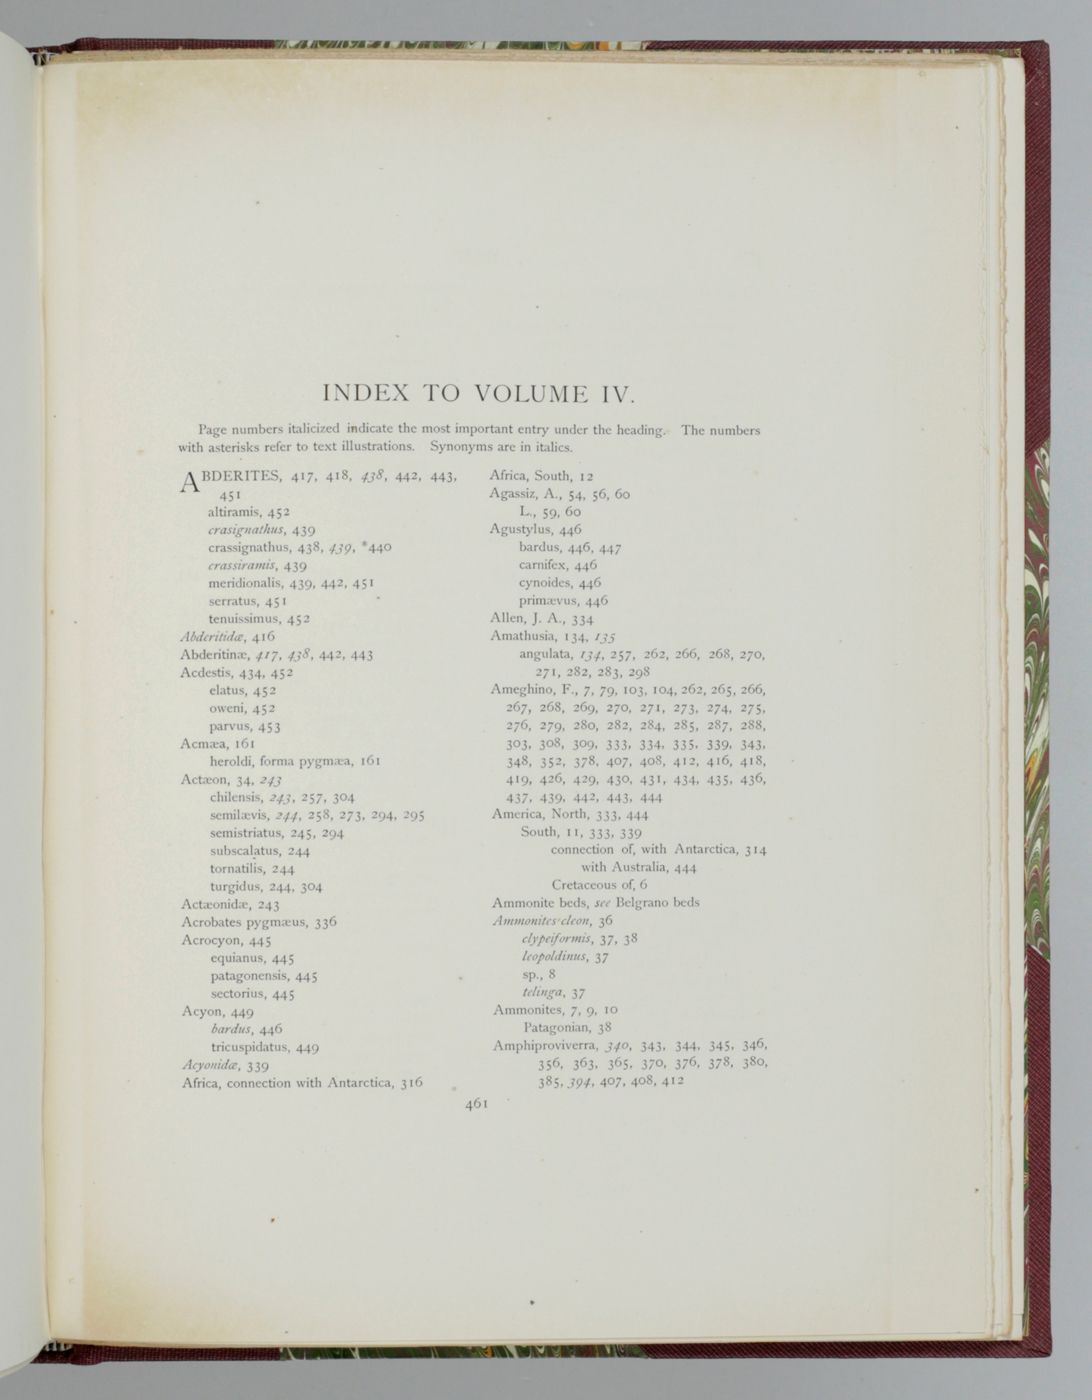 INDEX TO VOLUME IV.
Page numbers italicized indicate the most important entry under the heading. The numbers
with asterisks refer to text illustrations. Synonyms are in italics.
ABDERITES, 417, 418, 438, 442, 443,
451
altiramis, 452
crasignathus, 439
crassignathus, 438, 439, *440
crassiramis, 439
meridionalis, 439, 442, 451
serratus, 451
tenuissimus, 452
Abderitidæ, 416
Abderitinæ, 417, 438, 442, 443
Acdestis, 434, 452
elatus, 452
oweni, 452
parvus, 453
Acmæa, 161
heroldi, forma pygmæa, 161
Actæon, 34, 243
chilensis, 243, 257, 304
semilævis, 244, 258, 273, 294, 295
semistriatus, 245, 294
subscalatus, 244
tornatilis, 244
turgidus, 244, 304
Actæonidæ, 243
Acrobates pygmæus, 336
Acrocyon, 445
equianus, 445
patagonensis, 445
sectorius, 445
Acyon, 449
bardus, 446
tricuspidatus, 449
Acyonidæ, 339
Africa, connection with Antarctica, 316
Africa, South, 12
Agassiz, A., 54, 56, 60
L., 59, 60
Agustylus, 446
bardus, 446, 447
carnifex, 446
cynoides, 446
primævus, 446
Allen, J. A., 334
Amathusia, 134, 135
angulata, 134, 257, 262, 266, 268, 270,
271, 282, 283, 298
Ameghino, F., 7, 79, 103, 104, 262, 265, 266,
267, 268, 269, 270, 271, 273, 274, 275,
276, 279, 280, 282, 284, 285, 287, 288,
303, 308, 309, 333, 334, 335, 339, 343,
348, 352, 378, 407, 408, 412, 416, 418,
419, 426, 429, 430, 431, 434, 435, 436,
437, 439, 442, 443, 444
America, North, 333, 444
South, 11, 333, 339
connection of, with Antarctica, 314
with Australia, 444
Cretaceous of, 6
Ammonite beds, see Belgrano beds
Ammonites cleon, 36
clypeiformis, 37, 38
leopoldinus, 37
sp., 8
telinga, 37
Ammonites, 7, 9, 10
Patagonian, 38
Amphiproviverra, 340, 343, 344, 345, 346,
356, 363, 365, 370, 376, 378, 380,
385, 394, 407, 408, 412
461